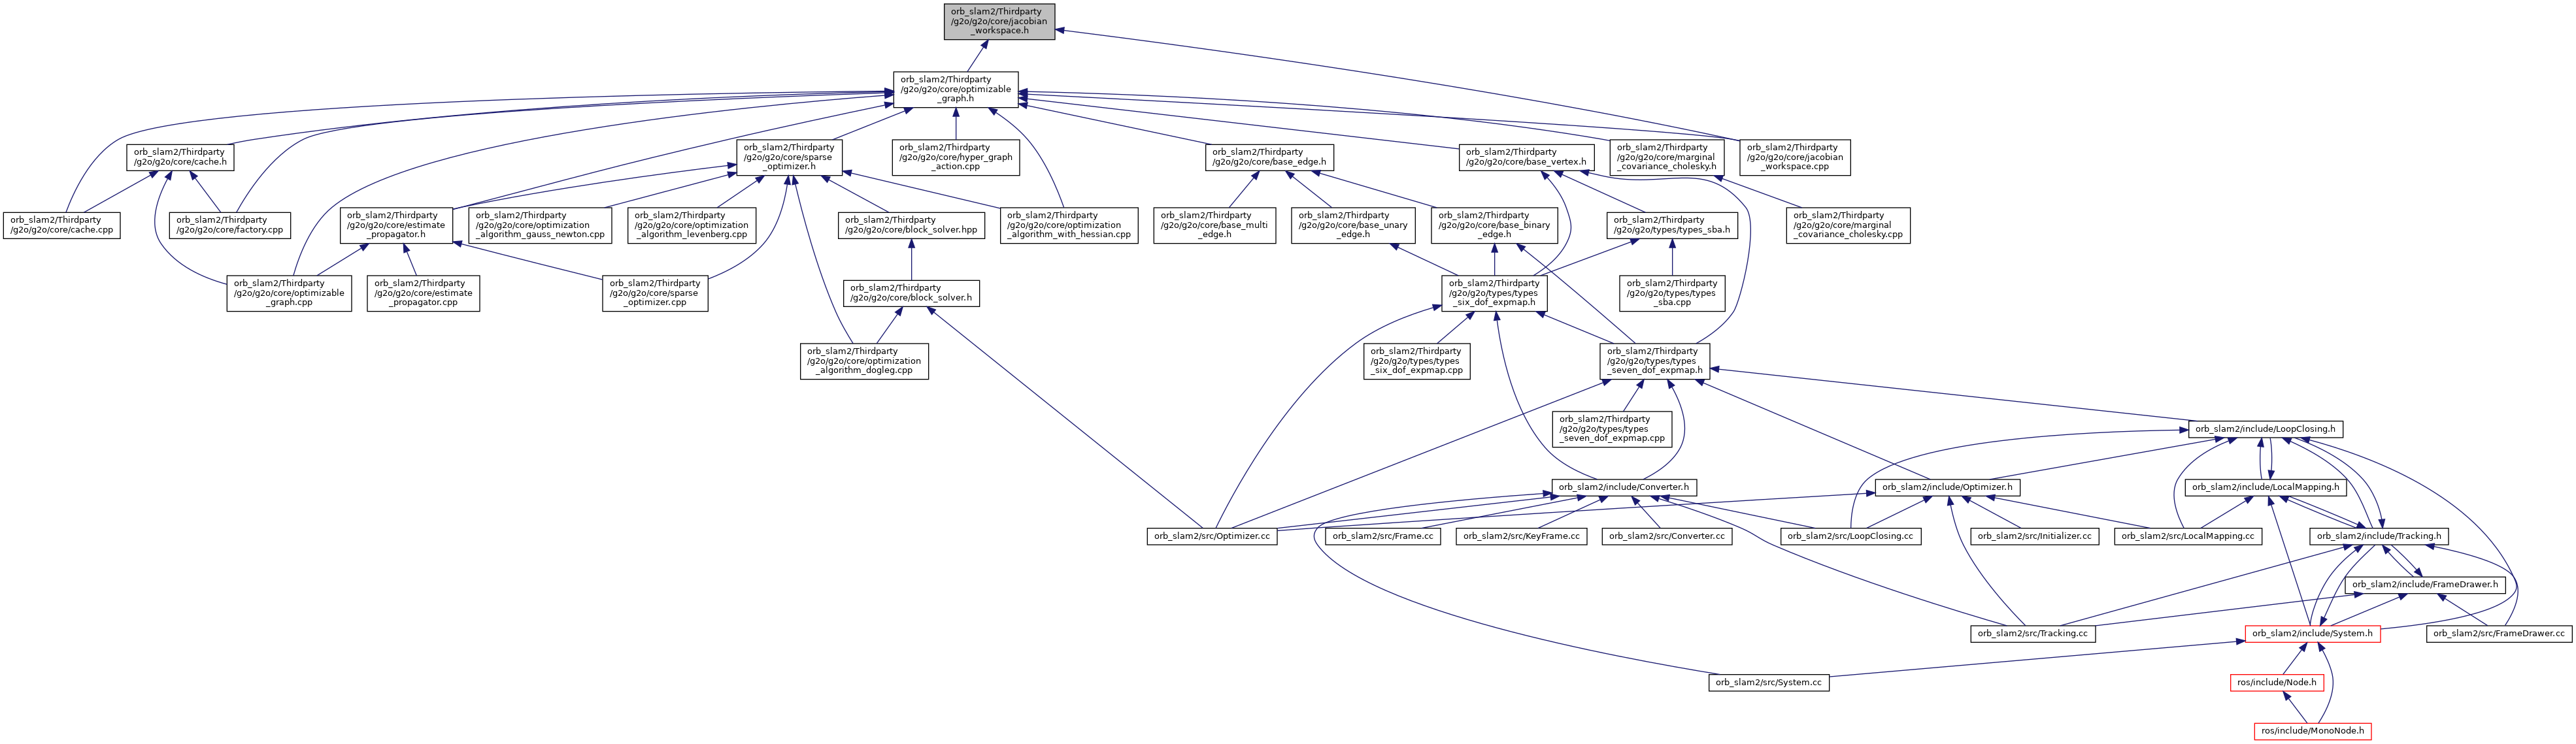 orb_slam2/Thirdparty
/g2o/g2o/core/jacobian
_workspace.h
orb_slam2/Thirdparty
/g2o/g2o/core/optimizable
_graph.h
orb_slam2/Thirdparty
/g2o/g2o/core/cache.h
orb_slam2/Thirdparty
/g2o/g2o/core/sparse
_optimizer.h
orb_slam2/Thirdparty
/g2o/g2o/core/hyper_graph
_action.cpp
orb_slam2/Thirdparty
/g2o/g2o/core/base_edge.h
orb_slam2/Thirdparty
/g2o/g2o/core/base_vertex.h
orb_slam2/Thirdparty
/g2o/g2o/core/marginal
_covariance_cholesky.h
orb_slam2/Thirdparty
/g2o/g2o/core/jacobian
_workspace.cpp
orb_slam2/Thirdparty
/g2o/g2o/core/cache.cpp
orb_slam2/Thirdparty
/g2o/g2o/core/factory.cpp
orb_slam2/Thirdparty
/g2o/g2o/core/estimate
_propagator.h
orb_slam2/Thirdparty
/g2o/g2o/core/optimization
_algorithm_gauss_newton.cpp
orb_slam2/Thirdparty
/g2o/g2o/core/optimization
_algorithm_levenberg.cpp
orb_slam2/Thirdparty
/g2o/g2o/core/block_solver.hpp
orb_slam2/Thirdparty
/g2o/g2o/core/optimization
_algorithm_with_hessian.cpp
orb_slam2/Thirdparty
/g2o/g2o/core/base_multi
_edge.h
orb_slam2/Thirdparty
/g2o/g2o/core/base_unary
_edge.h
orb_slam2/Thirdparty
/g2o/g2o/core/base_binary
_edge.h
orb_slam2/Thirdparty
/g2o/g2o/types/types_sba.h
orb_slam2/Thirdparty
/g2o/g2o/core/marginal
_covariance_cholesky.cpp
orb_slam2/Thirdparty
/g2o/g2o/core/optimizable
_graph.cpp
orb_slam2/Thirdparty
/g2o/g2o/core/estimate
_propagator.cpp
orb_slam2/Thirdparty
/g2o/g2o/core/sparse
_optimizer.cpp
orb_slam2/Thirdparty
/g2o/g2o/core/block_solver.h
orb_slam2/Thirdparty
/g2o/g2o/types/types
_six_dof_expmap.h
orb_slam2/Thirdparty
/g2o/g2o/types/types
_sba.cpp
orb_slam2/Thirdparty
/g2o/g2o/core/optimization
_algorithm_dogleg.cpp
orb_slam2/Thirdparty
/g2o/g2o/types/types
_six_dof_expmap.cpp
orb_slam2/Thirdparty
/g2o/g2o/types/types
_seven_dof_expmap.h
orb_slam2/Thirdparty
/g2o/g2o/types/types
_seven_dof_expmap.cpp
orb_slam2/include/LoopClosing.h
orb_slam2/include/Converter.h
orb_slam2/include/Optimizer.h
orb_slam2/include/LocalMapping.h
orb_slam2/src/Optimizer.cc
orb_slam2/src/Frame.cc
orb_slam2/src/KeyFrame.cc
orb_slam2/src/Converter.cc
orb_slam2/src/LoopClosing.cc
orb_slam2/src/Initializer.cc
orb_slam2/src/LocalMapping.cc
orb_slam2/include/Tracking.h
orb_slam2/include/FrameDrawer.h
orb_slam2/src/Tracking.cc
orb_slam2/include/System.h
orb_slam2/src/FrameDrawer.cc
orb_slam2/src/System.cc
ros/include/Node.h
ros/include/MonoNode.h